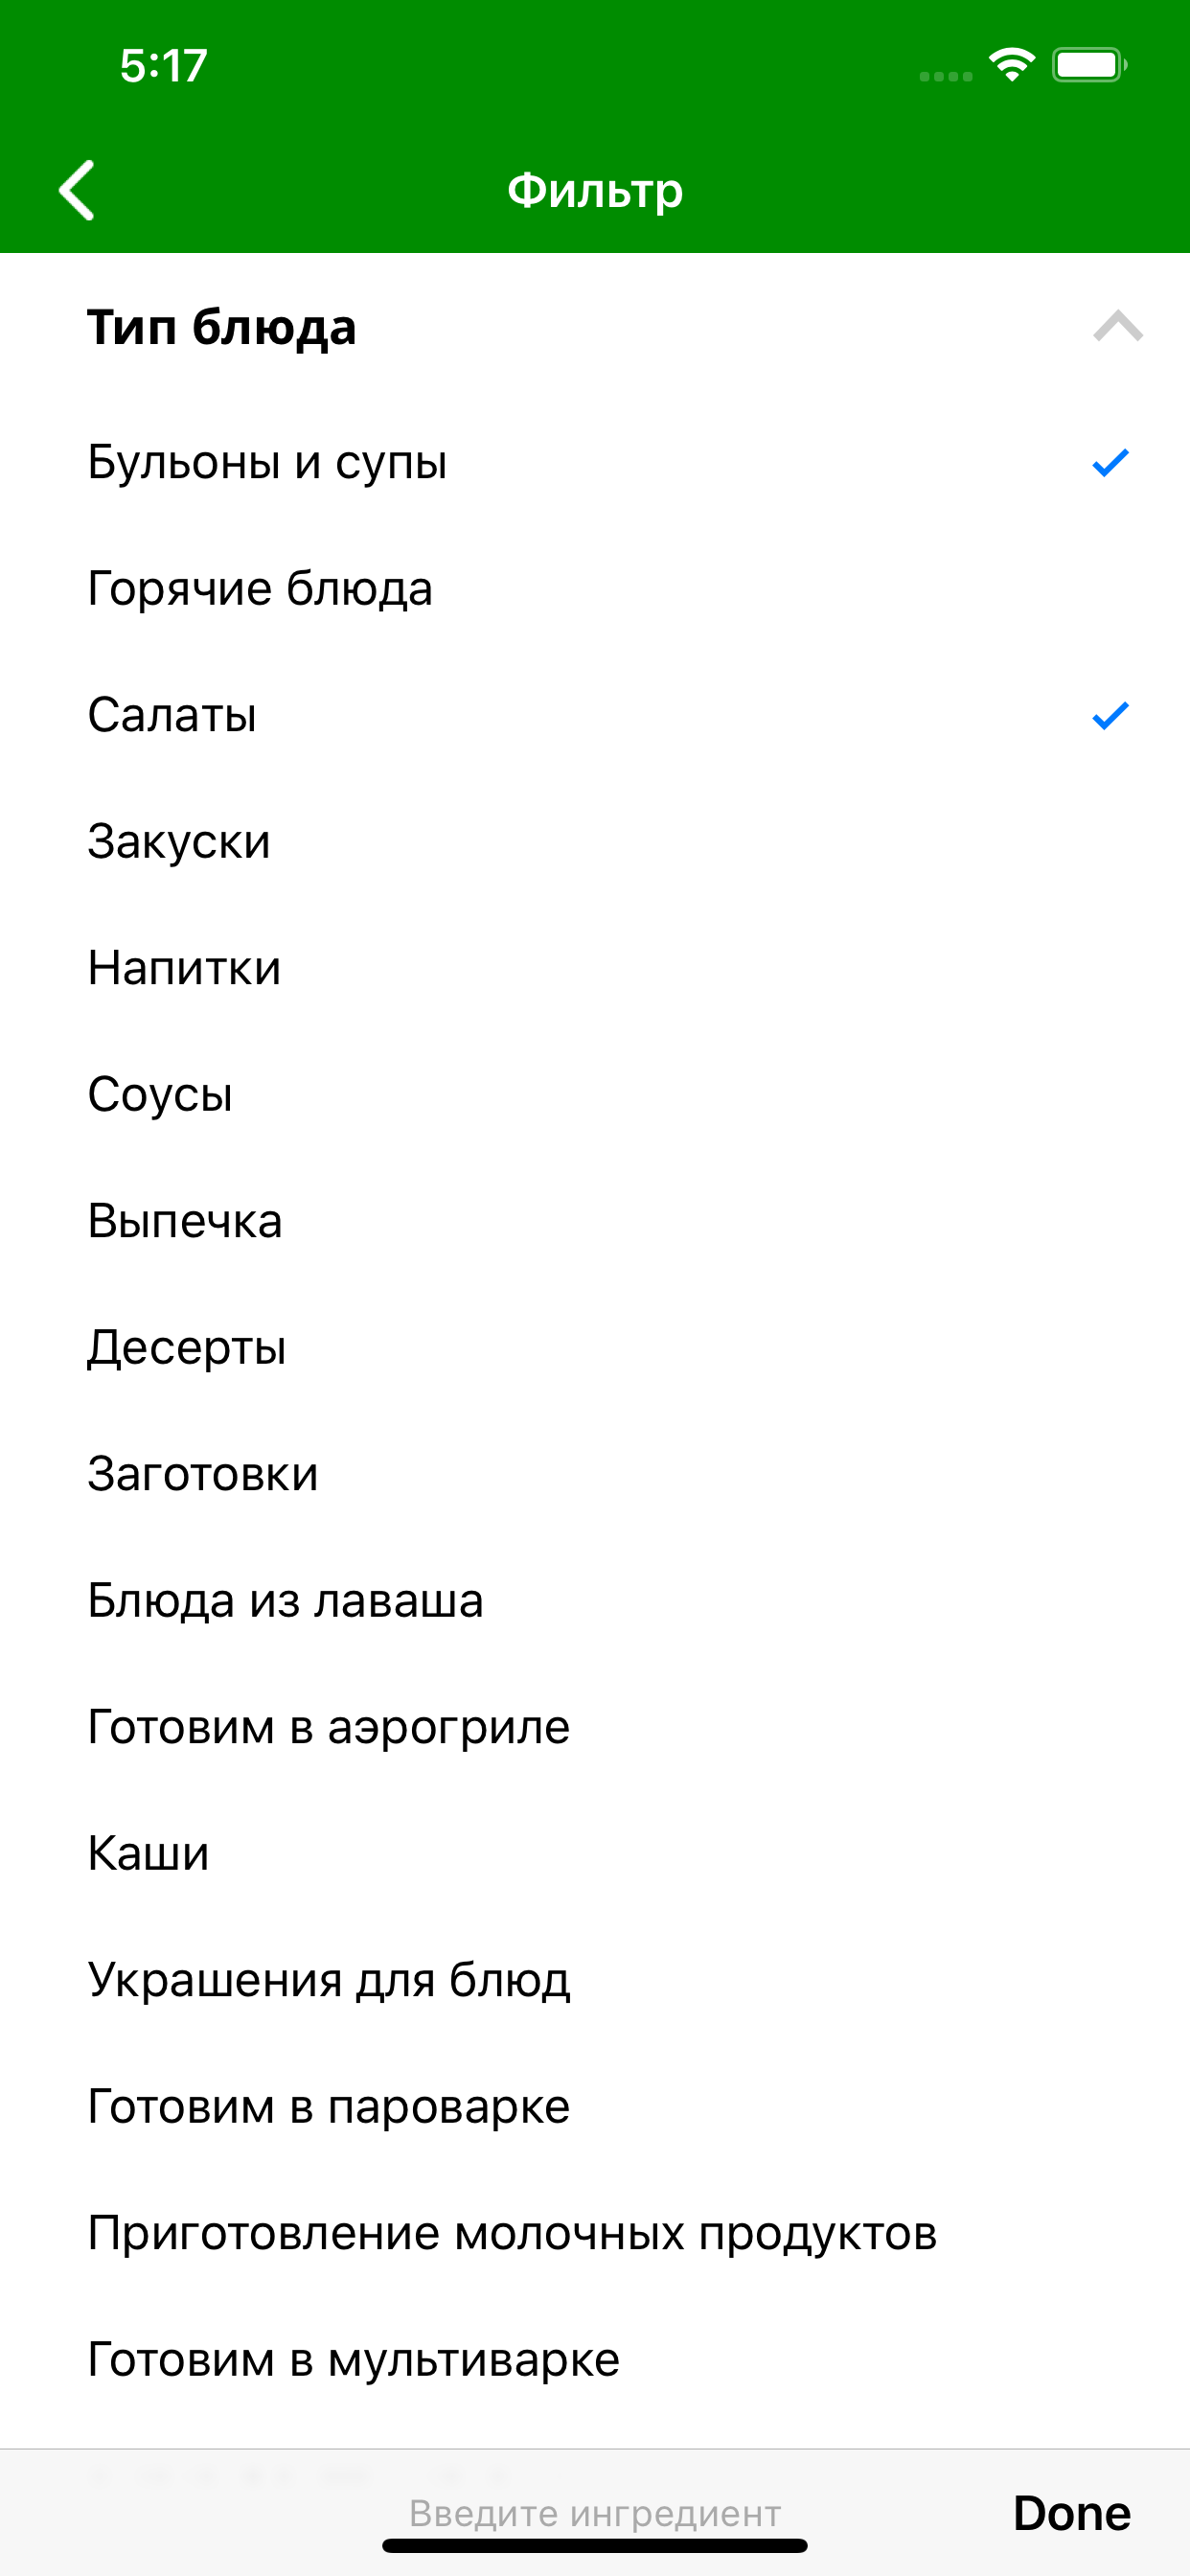 5:17
Фильтр
Тип блюда
Бульоны и супы
Горячие блюда
Салаты
Закуски
Напитки
Соусы
Выпечка
Десерты
Заготовки
Блюда из лаваша
Готовим в аэрогриле
Каши
Украшения для блюд
Готовим в пароварке
Приготовление молочных продуктов
Готовим в мультиварке
Введите ингредиент
Done